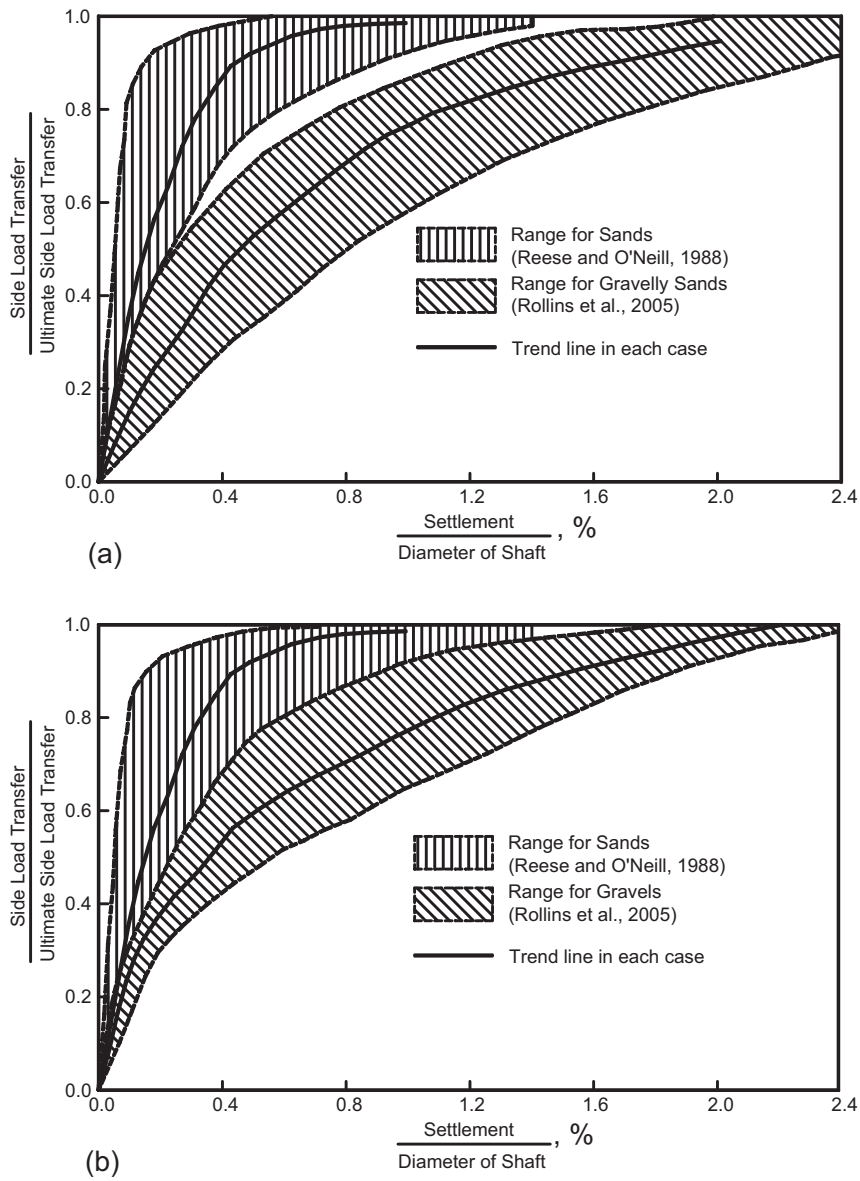 1.0
0.8
0.6
0.4
0.2
0.0
Side Load Transfer
Ultimate Side Load Transfer
Range for Sands
(Reese and O'Neill, 1988)
Range for Gravelly Sands
(Rollins et al., 2005)
Trend line in each case
0.0 0.4 0.8 1.2 1.6 2.0 2.4
Settlement
Diameter of Shaft
, %
(a)
1.0
0.8
0.6
0.4
0.2
0.0
Side Load Transfer
Ultimate Side Load Transfer
Range for Sands
(Reese and O'Neill, 1988)
Range for Gravels
(Rollins et al., 2005)
Trend line in each case
0.0 0.4 0.8 1.2 1.6 2.0 2.4
Settlement
Diameter of Shaft
, %
(b)